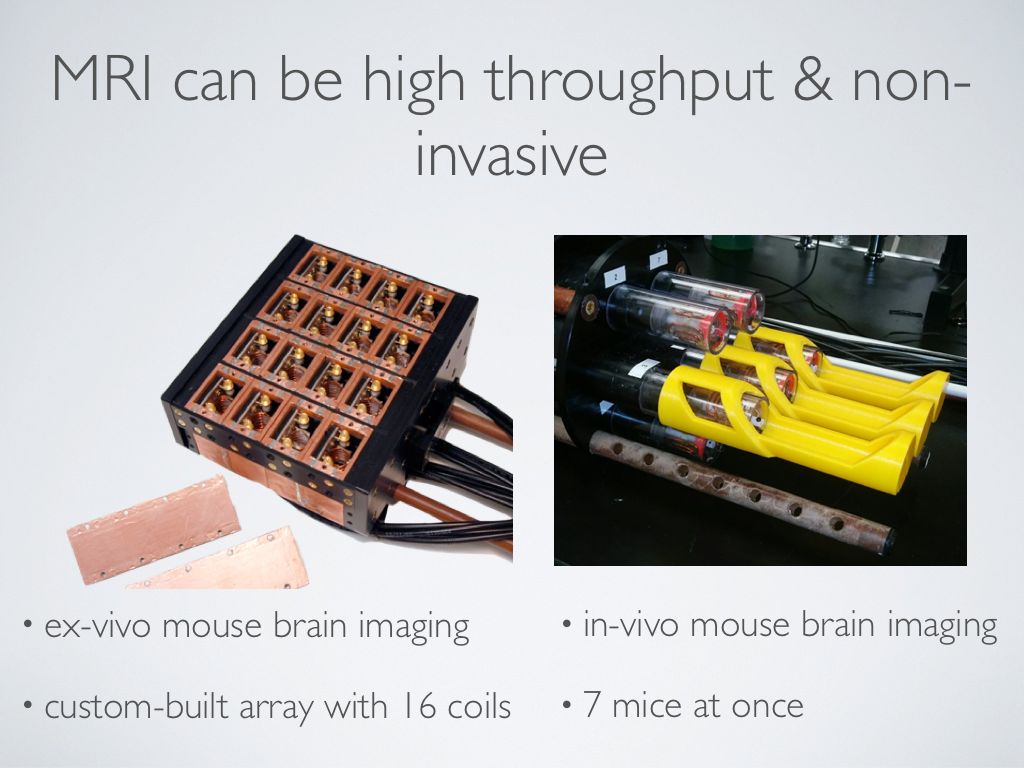 MRI can be high throughput & non-
invasive
• ex-vivo mouse brain imaging
• in-vivo mouse brain imaging
• custom-built array with 16 coils
• 7 mice at once